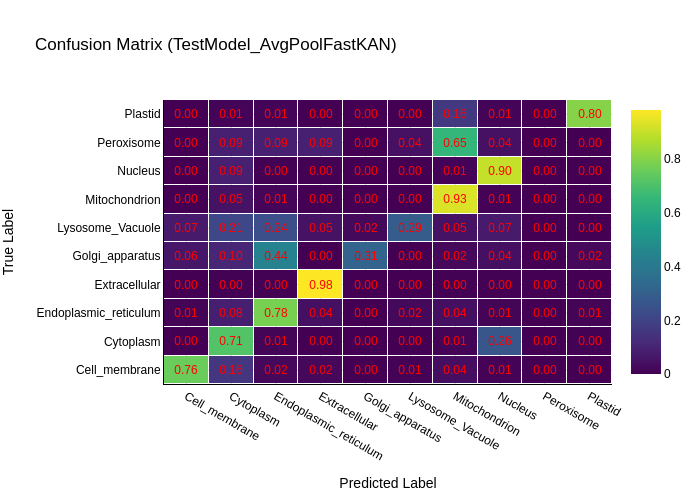 Confusion Matrix (TestModel_AvgPoolFastKAN)
True Label
Plastid 0.00 0.01 0.01 0.00 0.00 0.00 0.16 0.01 0.00 0.80
Peroxisome 0.00 0.09 0.09 0.09 0.00 0.04 0.65 0.04 0.00 0.00
Nucleus 0.00 0.09 0.00 0.00 0.00 0.00 0.01 0.90 0.00 0.00
Mitochondrion 0.00 0.05 0.01 0.00 0.00 0.00 0.93 0.01 0.00 0.00
Lysosome_Vacuole 0.07 0.05 0.02 0.29 0.05 0.07 0.00 0.00
Golgi_apparatus 0.06 0.10 0.44 0.00 0.31 0.00 0.02 0.04 0.00 0.02
Extracellular 0.00 0.00 0.00 0.98 0.00 0.00 0.00 0.00 0.00 0.00
Endoplasmic_reticulum 0.01 0.08 0.78 0.04 0.00 0.02 0.04 0.01 0.00 0.01
Cytoplasm 0.00 0.71 0.01 0.00 0.00 0.00 0.01 0.26 0.00 0.00
Cell_membrane 0.76 0.02 0.02 0.00 0.01 0.04 0.01 0.00 0.00
Cell_membrane Cytoplasm Endoplasmic_reticulum Extracellular Golgi_apparatus Lysosome_Vacuole Mitochondrion Nucleus Peroxisome Plastid
Predicted Label
0.8
0.6
0.4
0.2
0